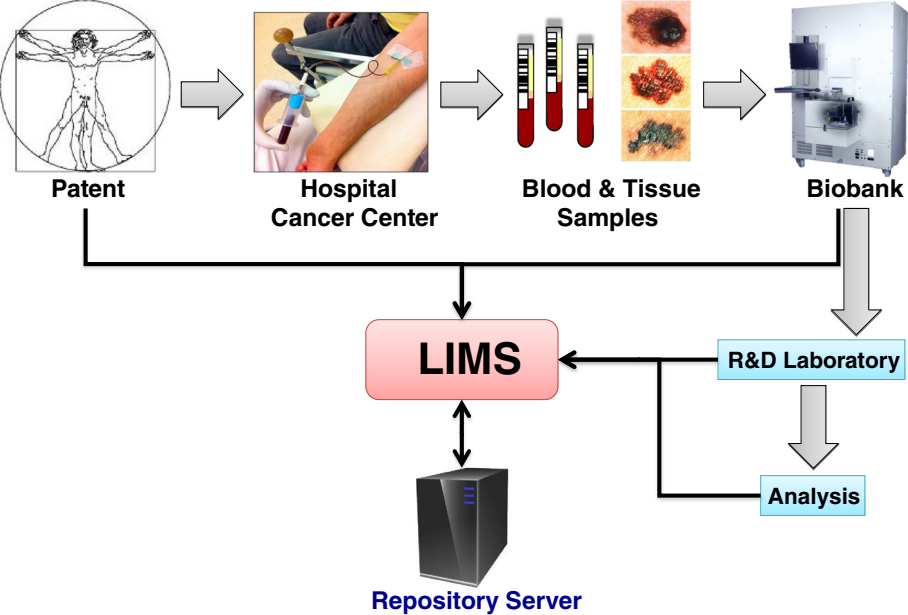 Patent
Hospital
Cancer Center
Blood & Tissue
Samples
Biobank
LIMS
R&D Laboratory
Analysis
Repository Server